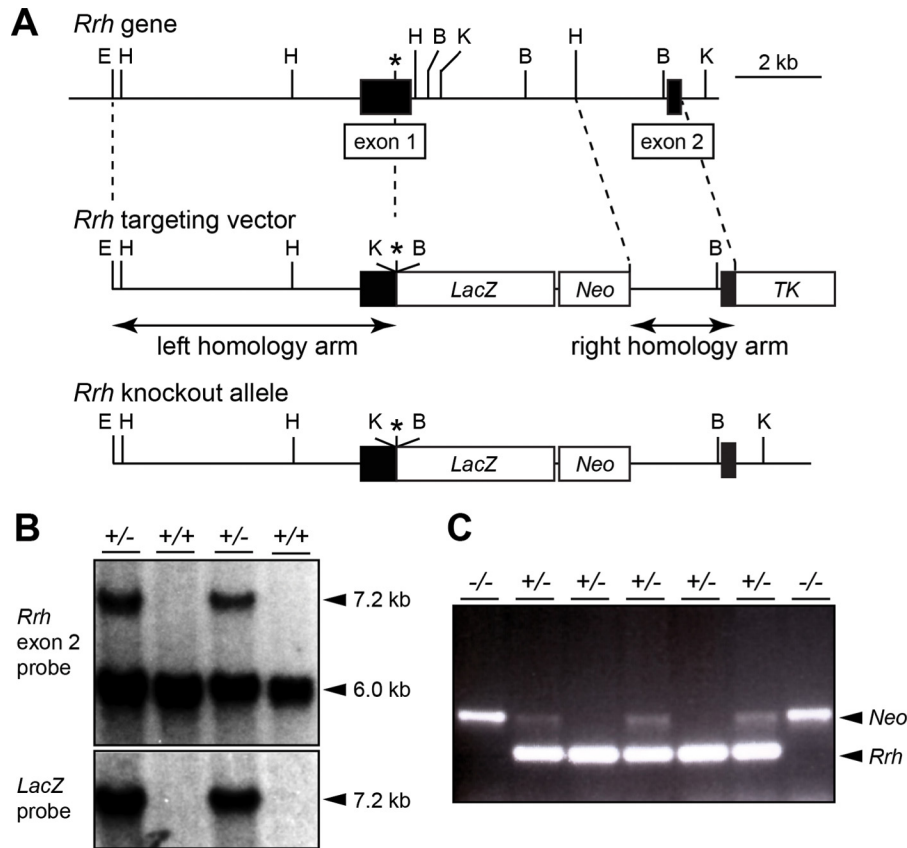 A
Rrh gene
E H H * H B K B H B K
2 kb
exon 1 exon 2
Rrh targeting vector
E H H K * B B
LacZ Neo TK
left homology arm right homology arm
Rrh knockout allele
E H H K * B B K
LacZ Neo
B
+/- +/+ +/- +/+
Rrh
exon 2
probe
7.2 kb
6.0 kb
LacZ
probe
7.2 kb
C
-/- +/- +/- +/- +/- +/- -/-
Neo
Rrh